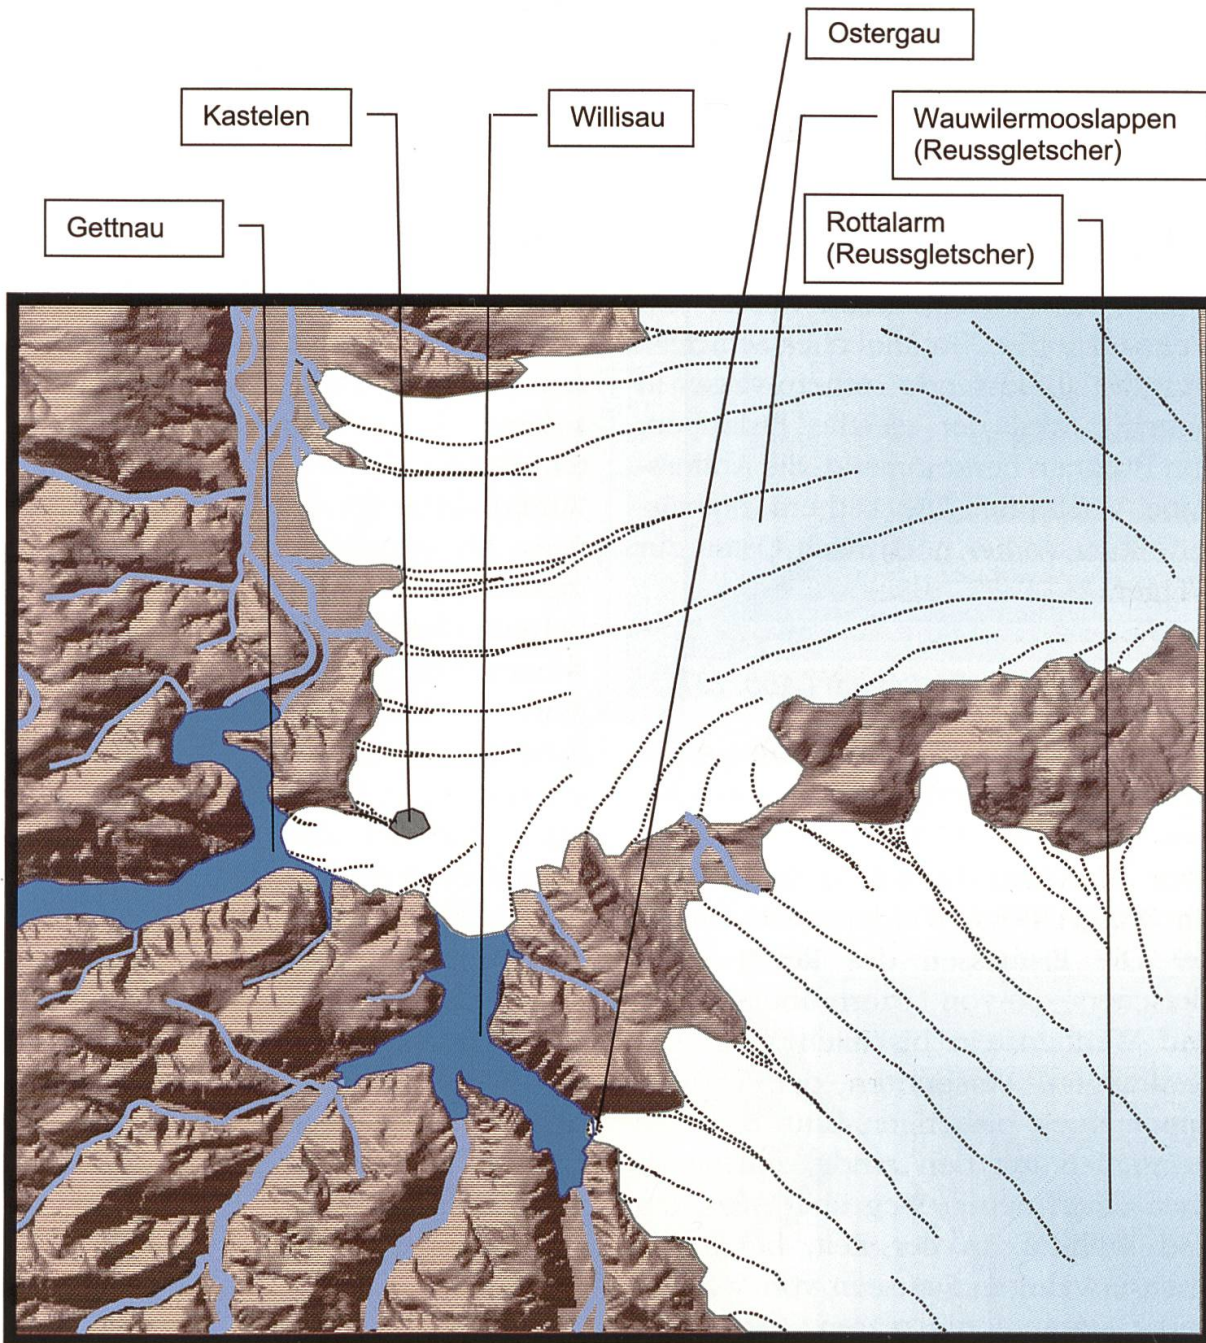 Ostergau
Kastelen
Willisau
Wauwilermooslappen
(Reussgletscher)
Gettnau
Rottalarm
(Reussgletscher)